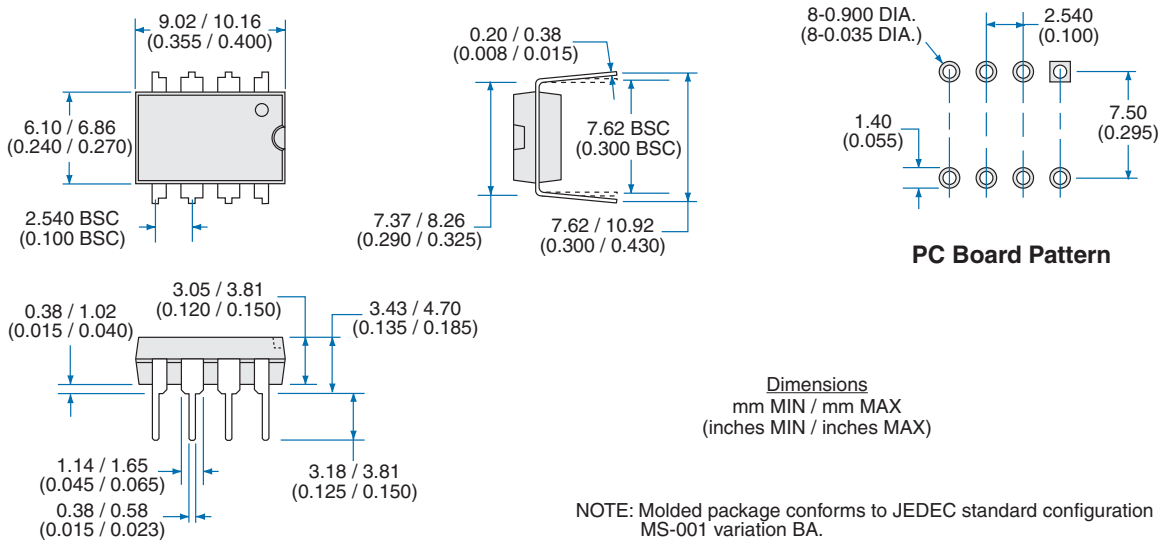 9.02 / 10.16
(0.355 / 0.400)
6.10 / 6.86
(0.240 / 0.270)
2.540 BSC
(0.100 BSC)
0.20 / 0.38
(0.008 / 0.015)
7.62 BSC
(0.300 BSC)
7.37 / 8.26
(0.290 / 0.325)
7.62 / 10.92
(0.300 / 0.430)
8-0.900 DIA.
(8-0.035 DIA.)
2.540
(0.100)
1.40
(0.055)
7.50
(0.295)
PC Board Pattern
0.38 / 1.02
(0.015 / 0.040)
3.05 / 3.81
(0.120 / 0.150)
3.43 / 4.70
(0.135 / 0.185)
1.14 / 1.65
(0.045 / 0.065)
0.38 / 0.58
(0.015 / 0.023)
3.18 / 3.81
(0.125 / 0.150)
Dimensions
mm MIN / mm MAX
(inches MIN / inches MAX)
NOTE: Molded package conforms to JEDEC standard configuration
MS-001 variation BA.